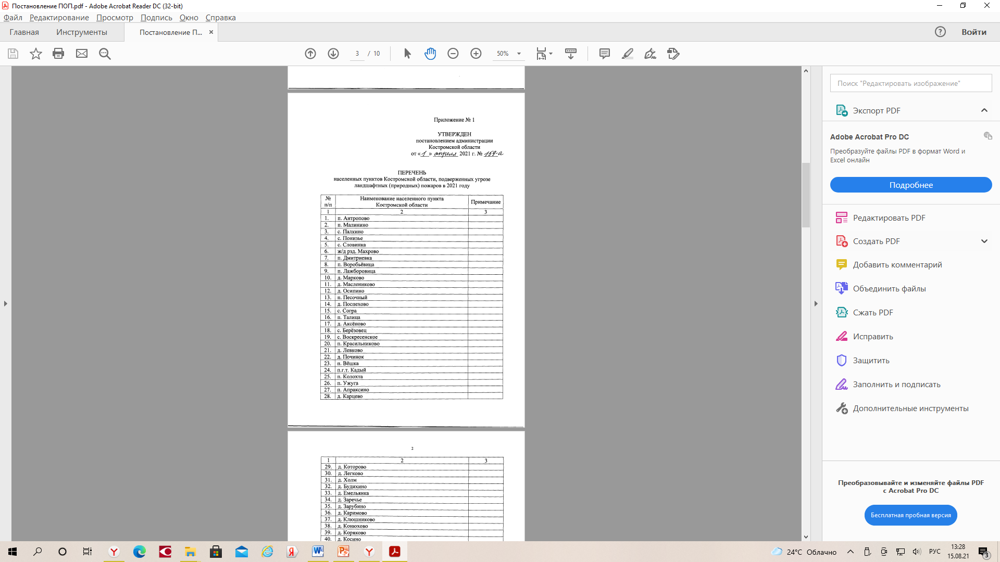 Постановление ПОП.pdf - Adobe Acrobat Reader DC (32-bit)
Файл Редактирование Просмотр Подпись Окно Справка
Главная Инструменты Постановление П... ×
Войти
3 / 10 50%
Приложение № 1
УТВЕРЖДЕН
постановлением администрации
Костромской области
от «1» апреля 2021 г. № 159-а
ПЕРЕЧЕНЬ
населенных пунктов Костромской области, подверженных угрозе
ландшафтных (природных) пожаров в 2021 году
№ п/п Наименование населенного пункта Костромской области Примечание
1 2 3
1. п. Антропово
2. п. Малинино
3. с. Палкино
4. с. Понизье
5. с. Словинка
6. ж/д рзд. Махрово
7. п. Дмитриевка
8. п. Воробьёвица
9. п. Лажборовица
10. д. Марково
11. д. Маслениково
12. д. Осипино
13. п. Песочный
14. д. Поспехово
15. с. Согра
16. п. Талица
17. д. Аксёново
18. с. Берёзовец
19. с. Воскресенское
20. п. Красильниково
21. д. Левково
22. д. Починок
23. п. Вёшка
24. п.г.т. Кадый
25. п. Колохта
26. п. Ужуга
27. п. Апраксино
28. д. Карцево
2
1 2 3
29. д. Которово
30. д. Легково
31. д. Холм
32. д. Будихино
33. д. Емельянка
34. д. Заречье
35. д. Зарубино
36. д. Каримово
37. д. Клюшниково
38. д. Конюхово
39. д. Коряково
40. д. Косино
Поиск "Редактировать изображение"
Экспорт PDF
Adobe Acrobat Pro DC
Преобразуйте файлы PDF в формат Word и
Excel онлайн
Подробнее
Редактировать PDF
Создать PDF
Добавить комментарий
Объединить файлы
Сжать PDF
Исправить
Защитить
Заполнить и подписать
Дополнительные инструменты
Преобразовывайте и изменяйте файлы PDF
с Acrobat Pro DC
Бесплатная пробная версия
24°C Облачно РУС 13:28
15.08.21 3